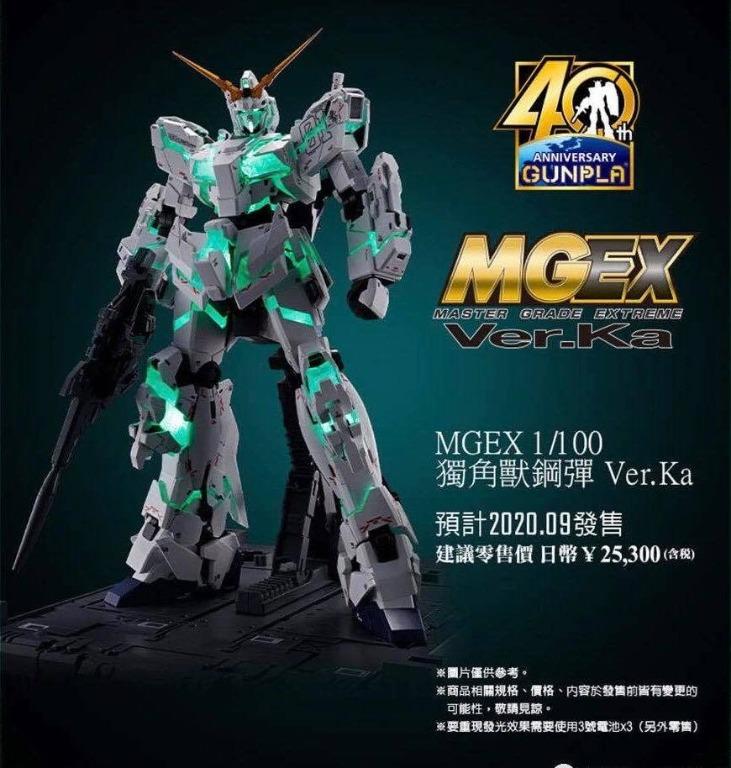 40th
ANNIVERSARY
GUNPLA
MGEX
MASTER GRADE EXTREME
Ver.Ka
MGEX 1/100
獨角獸鋼彈 Ver.Ka
預計2020.09發售
建議零售價 日幣￥25,300(含稅)
※圖片僅供參考。
※商品相關規格、價格、內容於發售前皆有變更的
可能性，敬請見諒。
※要重現發光效果需要使用3號電池x3（另外零售）